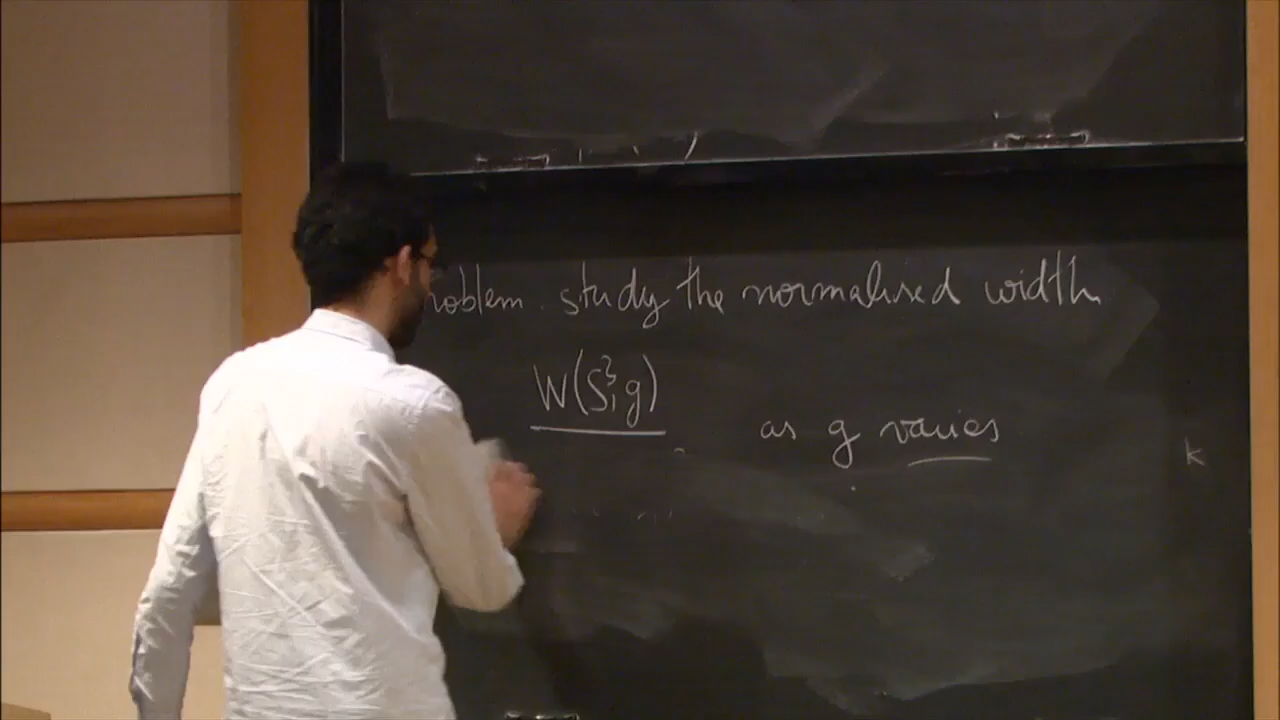 roblem. study the normalised width
W(S³, g)
as g varies
k